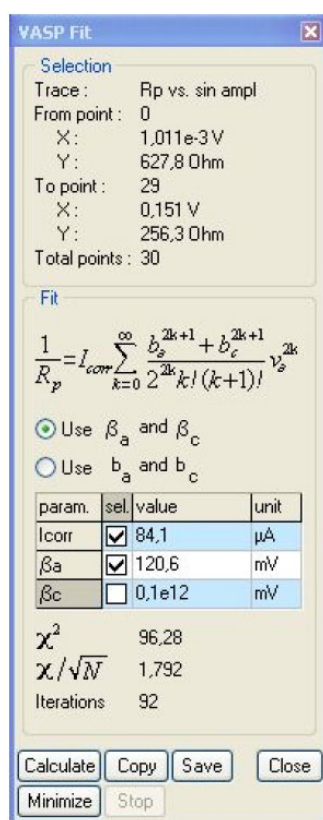 VASP Fit
Selection
Trace : Rp vs. sin ampl
From point : 0
X : 1,011e-3 V
Y : 627,8 Ohm
To point : 29
X : 0,151 V
Y : 256,3 Ohm
Total points : 30
Fit
1/R_p = I_corr ∑_{k=0}^{∞} (b_a^{2k+1} + b_c^{2k+1}) / (2^{2k} k! (k+1)!) v_s^{2k}
Use βa and βc
Use ba and bc
param. sel. value unit
Icorr 84,1 µA
βa 120,6 mV
βc 0,1e12 mV
χ² 96,28
χ/√N 1,792
Iterations 92
Calculate Copy Save Close
Minimize Stop